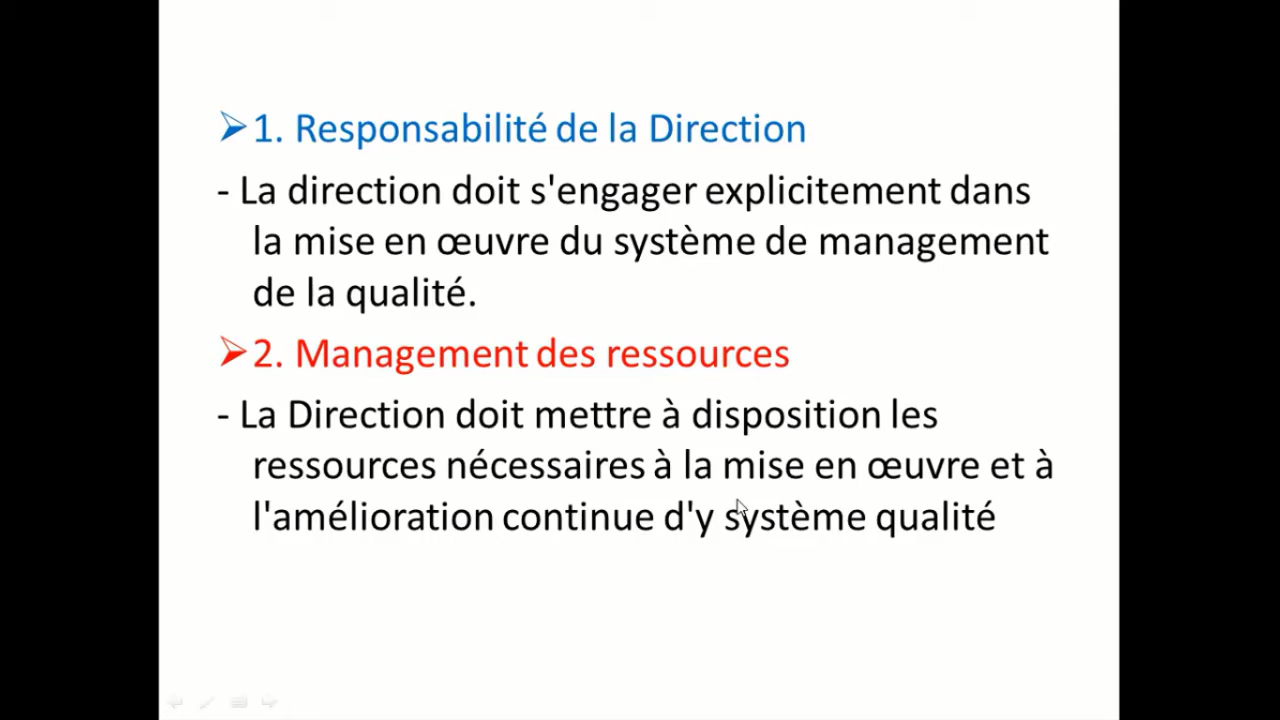 ➢1. Responsabilité de la Direction
- La direction doit s'engager explicitement dans
la mise en œuvre du système de management
de la qualité.
➢2. Management des ressources
- La Direction doit mettre à disposition les
ressources nécessaires à la mise en œuvre et à
l'amélioration continue d'y système qualité